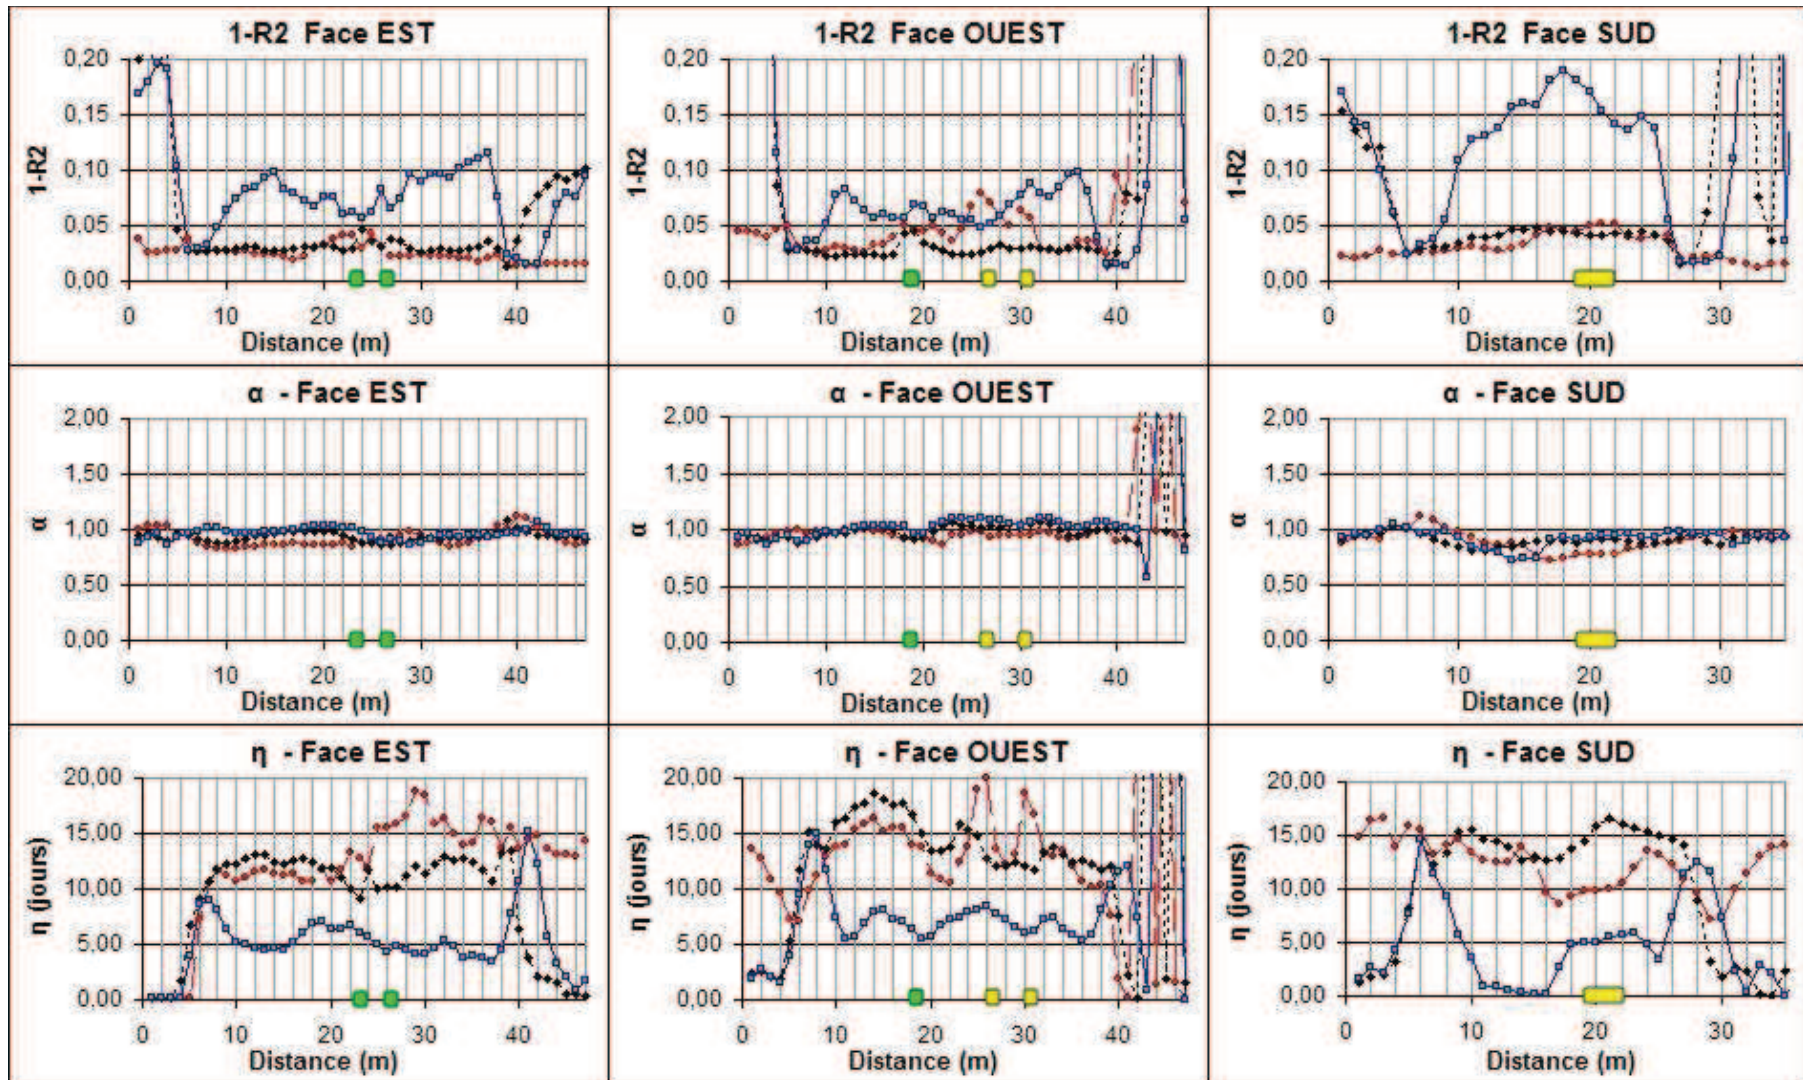 1-R2 Face EST
0,20
0,15
0,10
0,05
0,00
1-R2
0 10 20 30 40
Distance (m)
1-R2 Face OUEST
0,20
0,15
0,10
0,05
0,00
1-R2
0 10 20 30 40
Distance (m)
1-R2 Face SUD
0,20
0,15
0,10
0,05
0,00
1-R2
0 10 20 30
Distance (m)
α - Face EST
2,00
1,50
1,00
0,50
0,00
α
0 10 20 30 40
Distance (m)
α - Face OUEST
2,00
1,50
1,00
0,50
0,00
α
0 10 20 30 40
Distance (m)
α - Face SUD
2,00
1,50
1,00
0,50
0,00
α
0 10 20 30
Distance (m)
η - Face EST
20,00
15,00
10,00
5,00
0,00
η (jours)
0 10 20 30 40
Distance (m)
η - Face OUEST
20,00
15,00
10,00
5,00
0,00
η (jours)
0 10 20 30 40
Distance (m)
η - Face SUD
20,00
15,00
10,00
5,00
0,00
η (jours)
0 10 20 30
Distance (m)